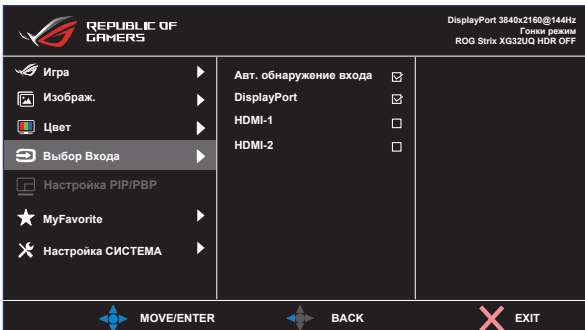 REPUBLIC OF
GAMERS
DisplayPort 3840x2160@144Hz
Гонки режим
ROG Strix XG32UQ HDR OFF
Игра
Изображ.
Цвет
Выбор Входа
Настройка PIP/PBP
MyFavorite
Настройка СИСТЕМА
Авт. обнаружение входа
DisplayPort
HDMI-1
HDMI-2
MOVE/ENTER
BACK
EXIT